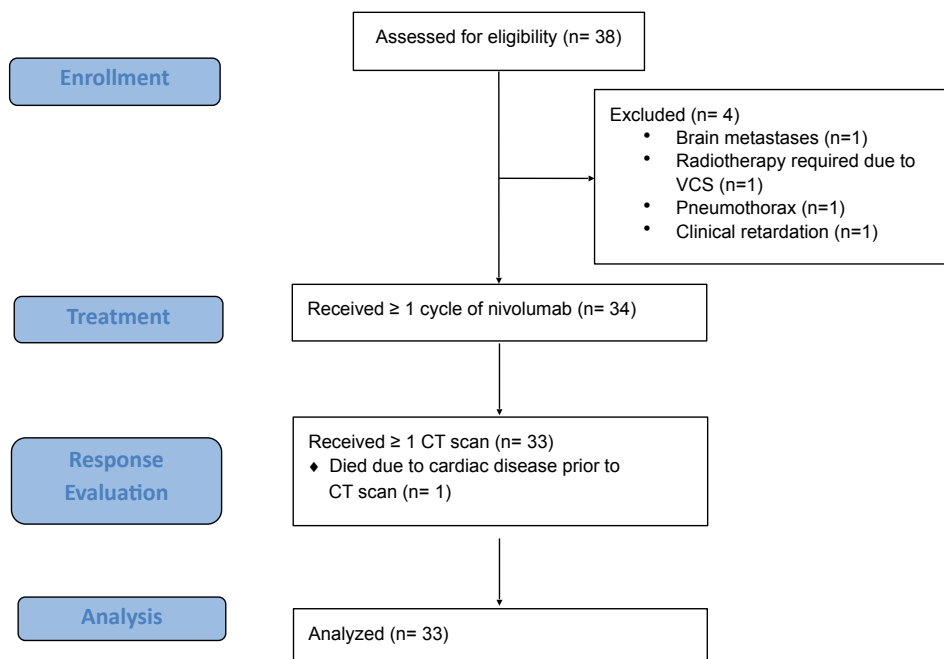 Assessed for eligibility (n= 38)
Enrollment
Excluded (n= 4)
• Brain metastases (n=1)
• Radiotherapy required due to
VCS (n=1)
• Pneumothorax (n=1)
• Clinical retardation (n=1)
Treatment
Received ≥ 1 cycle of nivolumab (n= 34)
Response
Evaluation
Received ≥ 1 CT scan (n= 33)
♦ Died due to cardiac disease prior to
CT scan (n= 1)
Analysis
Analyzed (n= 33)